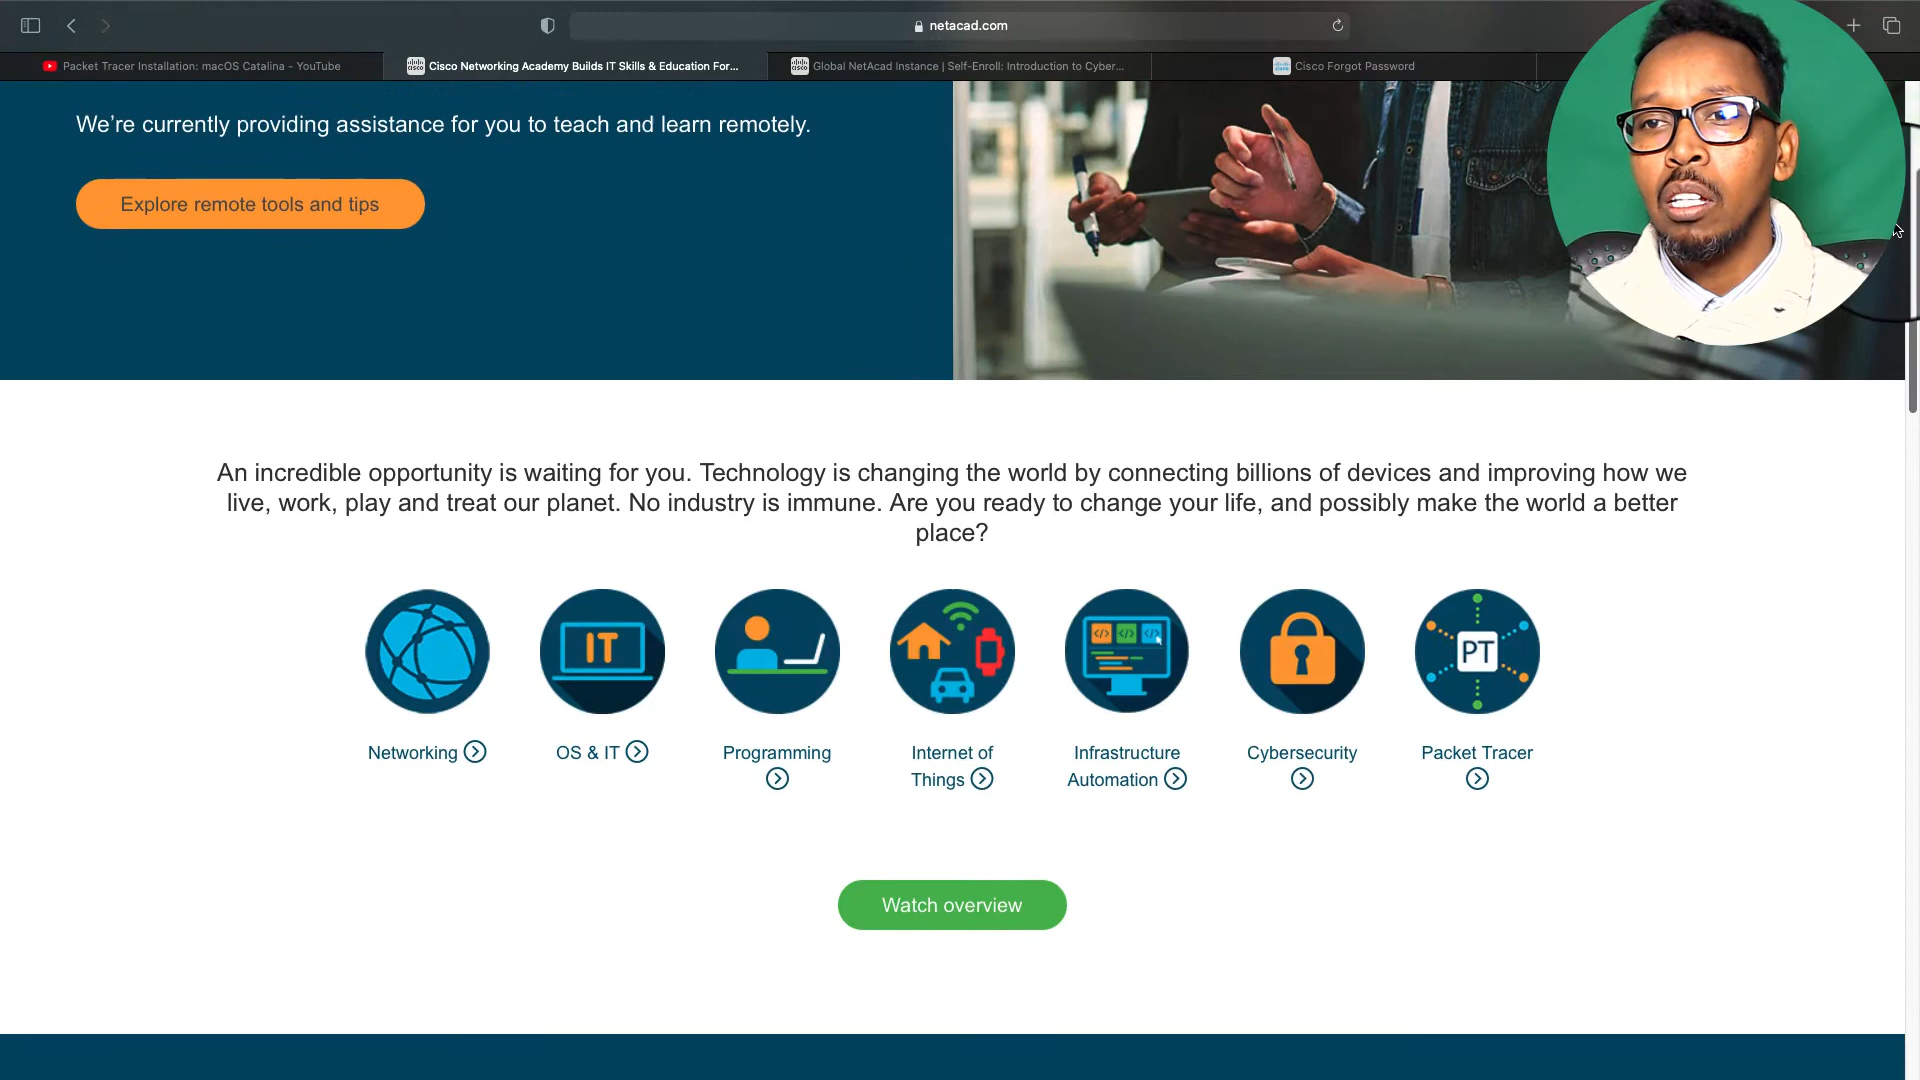 netacad.com
Packet Tracer Installation: macOS Catalina - YouTube
Cisco Networking Academy Builds IT Skills & Education For...
Global NetAcad Instance | Self-Enroll: Introduction to Cyber...
Cisco Forgot Password
We're currently providing assistance for you to teach and learn remotely.
Explore remote tools and tips
An incredible opportunity is waiting for you. Technology is changing the world by connecting billions of devices and improving how we
live, work, play and treat our planet. No industry is immune. Are you ready to change your life, and possibly make the world a better
place?
IT
PT
Networking
OS & IT
Programming
Internet of
Things
Infrastructure
Automation
Cybersecurity
Packet Tracer
Watch overview